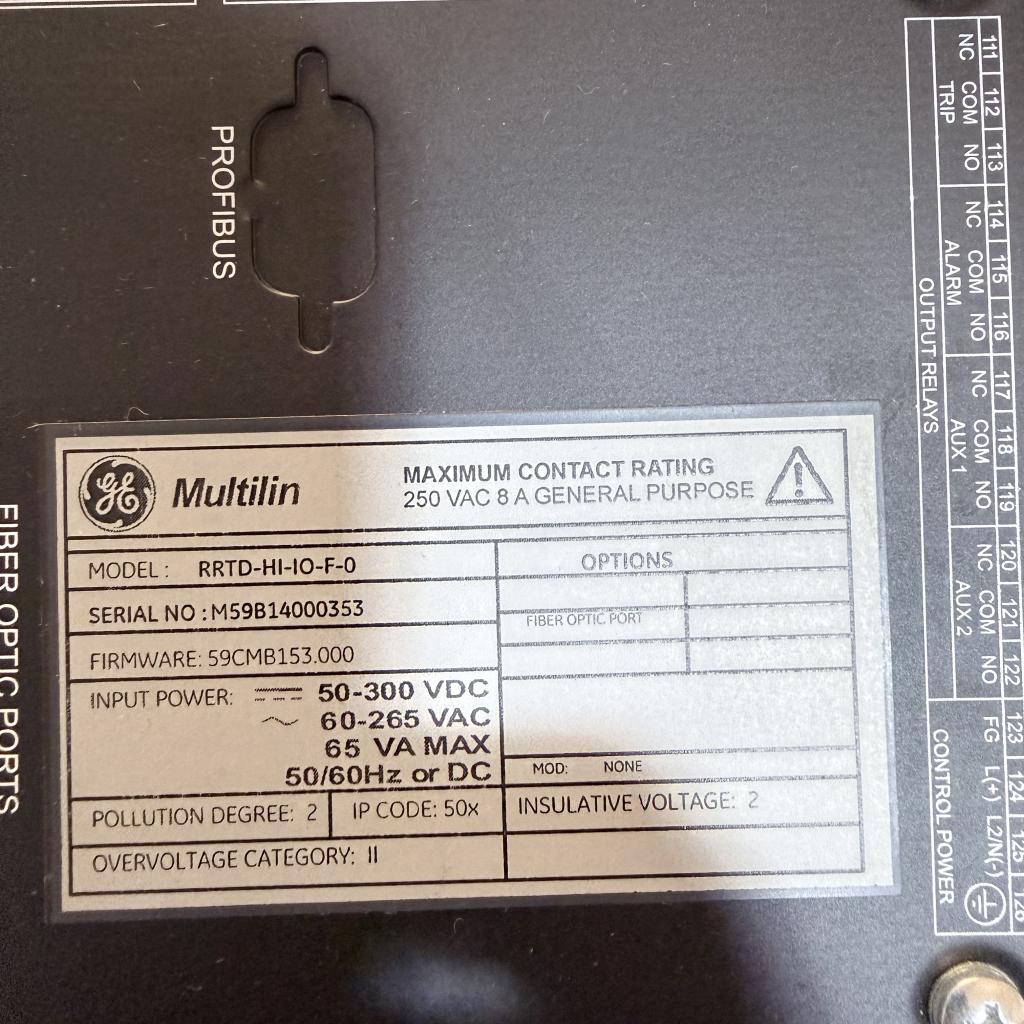 PROFIBUS
FIBER OPTIC PORTS
GE Multilin
MAXIMUM CONTACT RATING
250 VAC 8 A GENERAL PURPOSE
MODEL: RRTD-HI-IO-F-0
SERIAL NO: M59B14000353
FIRMWARE: 59CMB153.000
INPUT POWER: 50-300 VDC
60-265 VAC
65 VA MAX
50/60Hz or DC
POLLUTION DEGREE: 2
IP CODE: 50x
OVERVOLTAGE CATEGORY: II
OPTIONS
FIBER OPTIC PORT
MOD: NONE
INSULATIVE VOLTAGE: 2
111 112 113 114 115 116 117 118 119 120 121 122 123 124 125 126
NC COM NO NC COM NO NC COM NO NC COM NO FG L(+) L2/N(-)
TRIP ALARM AUX 1 AUX 2
OUTPUT RELAYS
CONTROL POWER